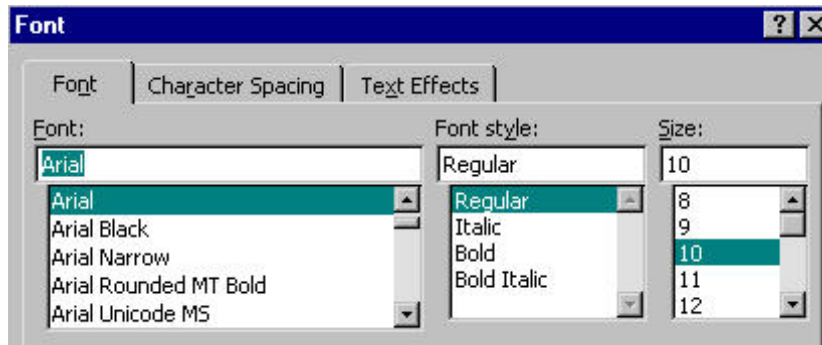 Font
Font Character Spacing Text Effects
Font: Font style: Size:
Arial Regular 10
Arial Regular 8
Arial Black Italic 9
Arial Narrow Bold 10
Arial Rounded MT Bold Bold Italic 11
Arial Unicode MS 12